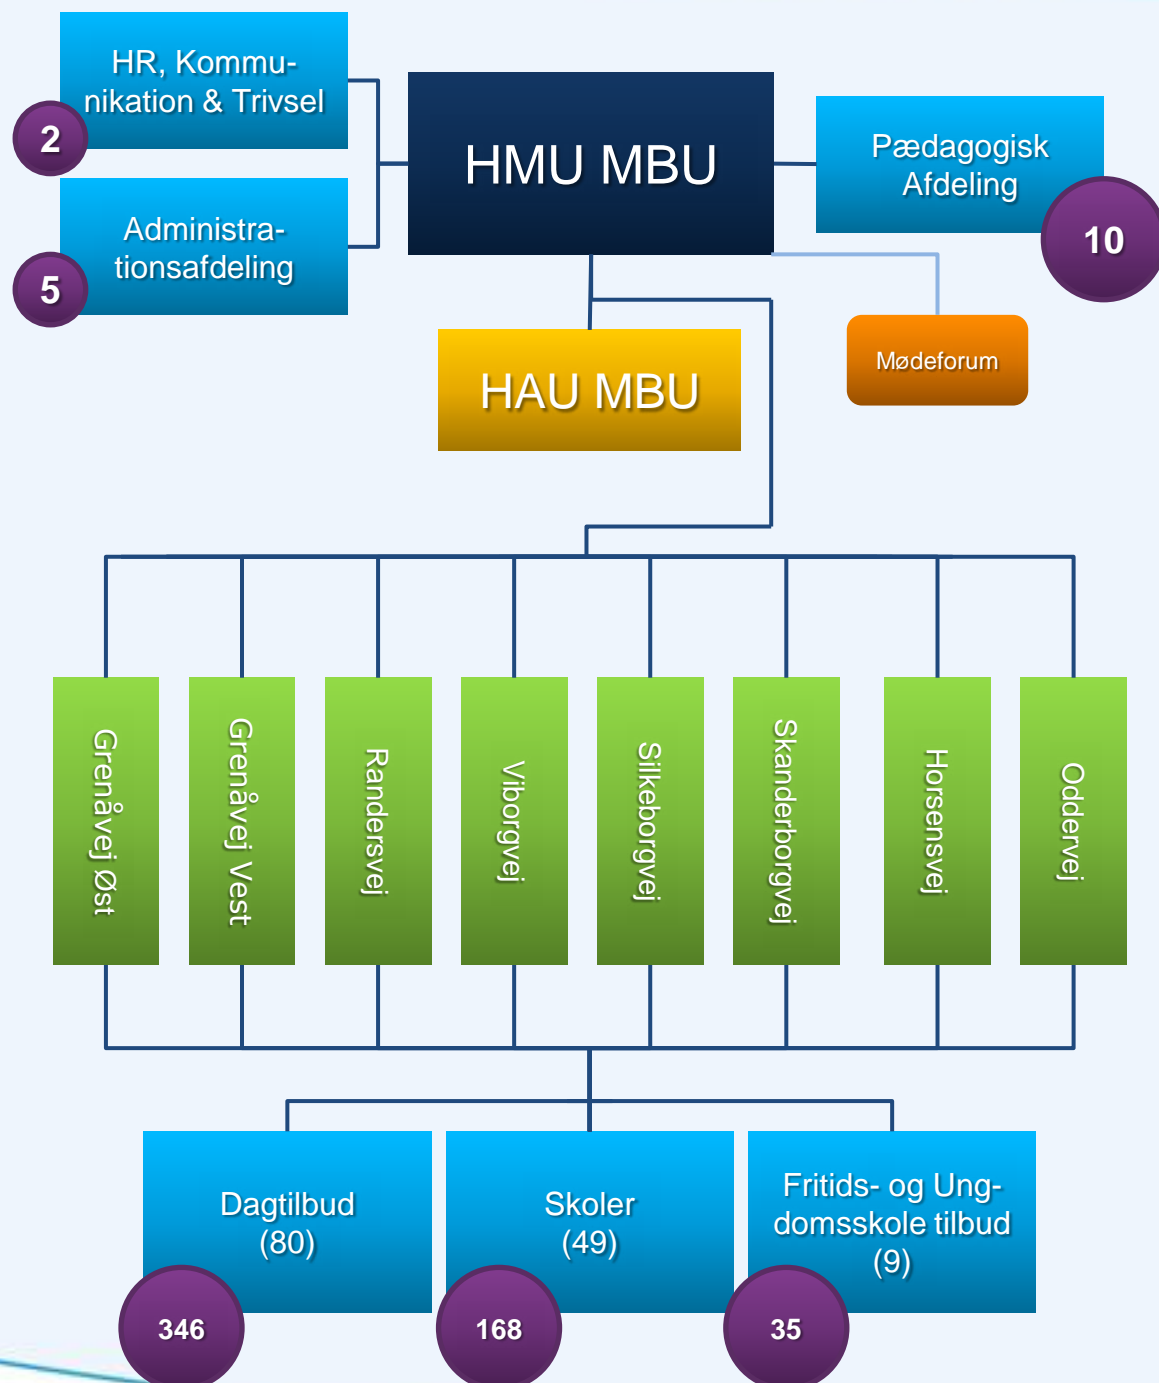 HR, Kommu-
nikation & Trivsel
2
HMU MBU
Pædagogisk
Afdeling
10
Administra-
tionsafdeling
5
HAU MBU
Mødeforum
Grenåvej Øst
Grenåvej Vest
Randersvej
Viborgvej
Silkeborgvej
Skanderborgvej
Horsensvej
Oddervej
Dagtilbud
(80)
346
Skoler
(49)
168
Fritids- og Ung-
domsskole tilbud
(9)
35